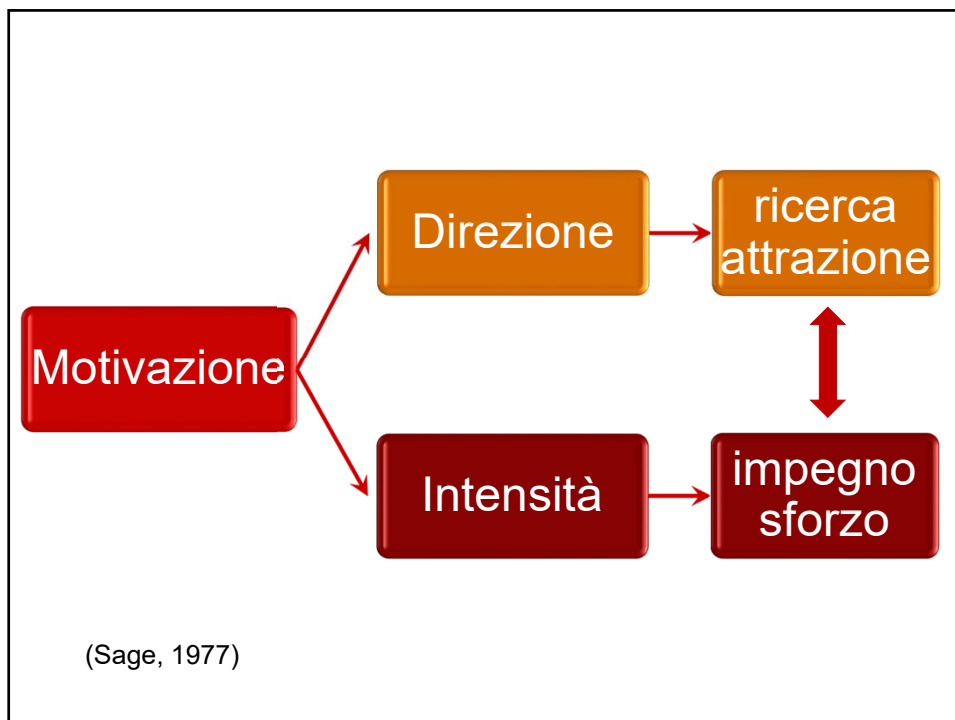 Motivazione
Direzione
ricerca
attrazione
Intensità
impegno
sforzo
(Sage, 1977)